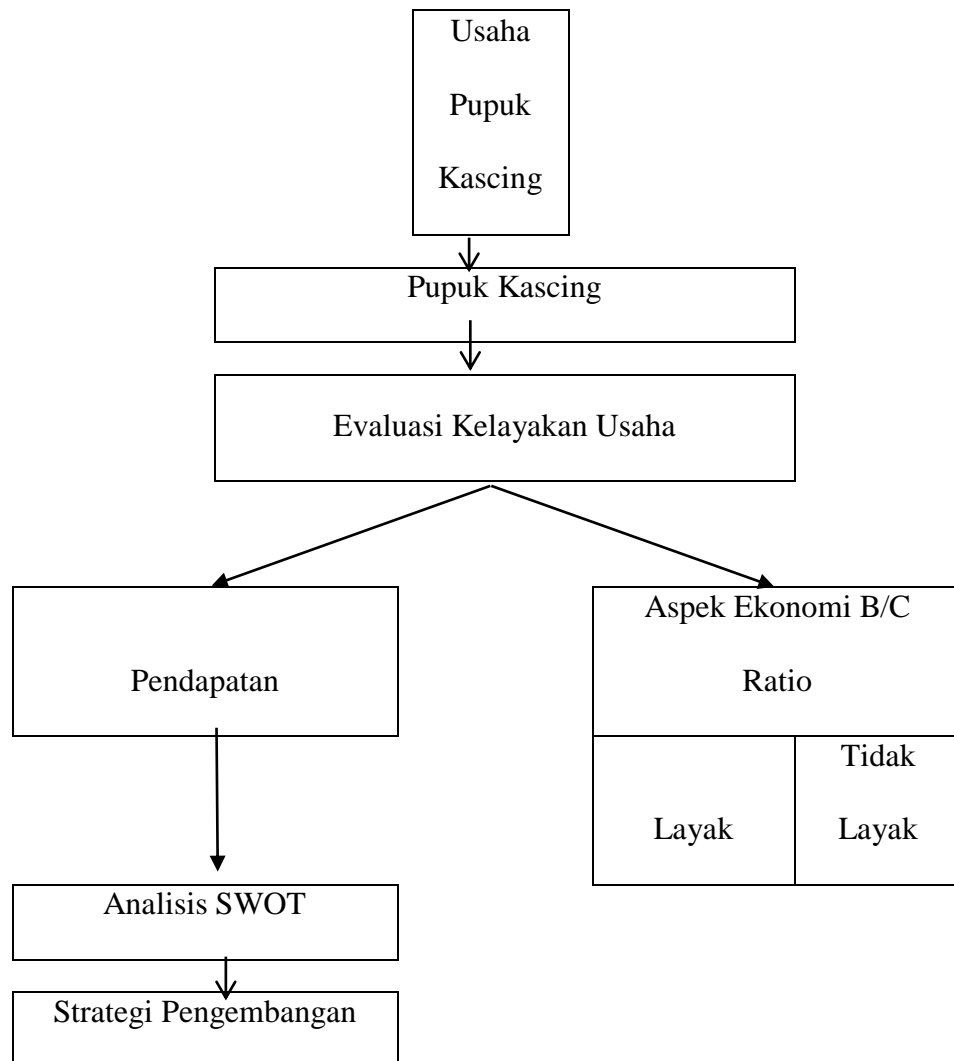 Usaha
Pupuk
Kascing
Pupuk Kascing
Evaluasi Kelayakan Usaha
Pendapatan
Aspek Ekonomi B/C
Ratio
Layak
Tidak
Layak
Analisis SWOT
Strategi Pengembangan